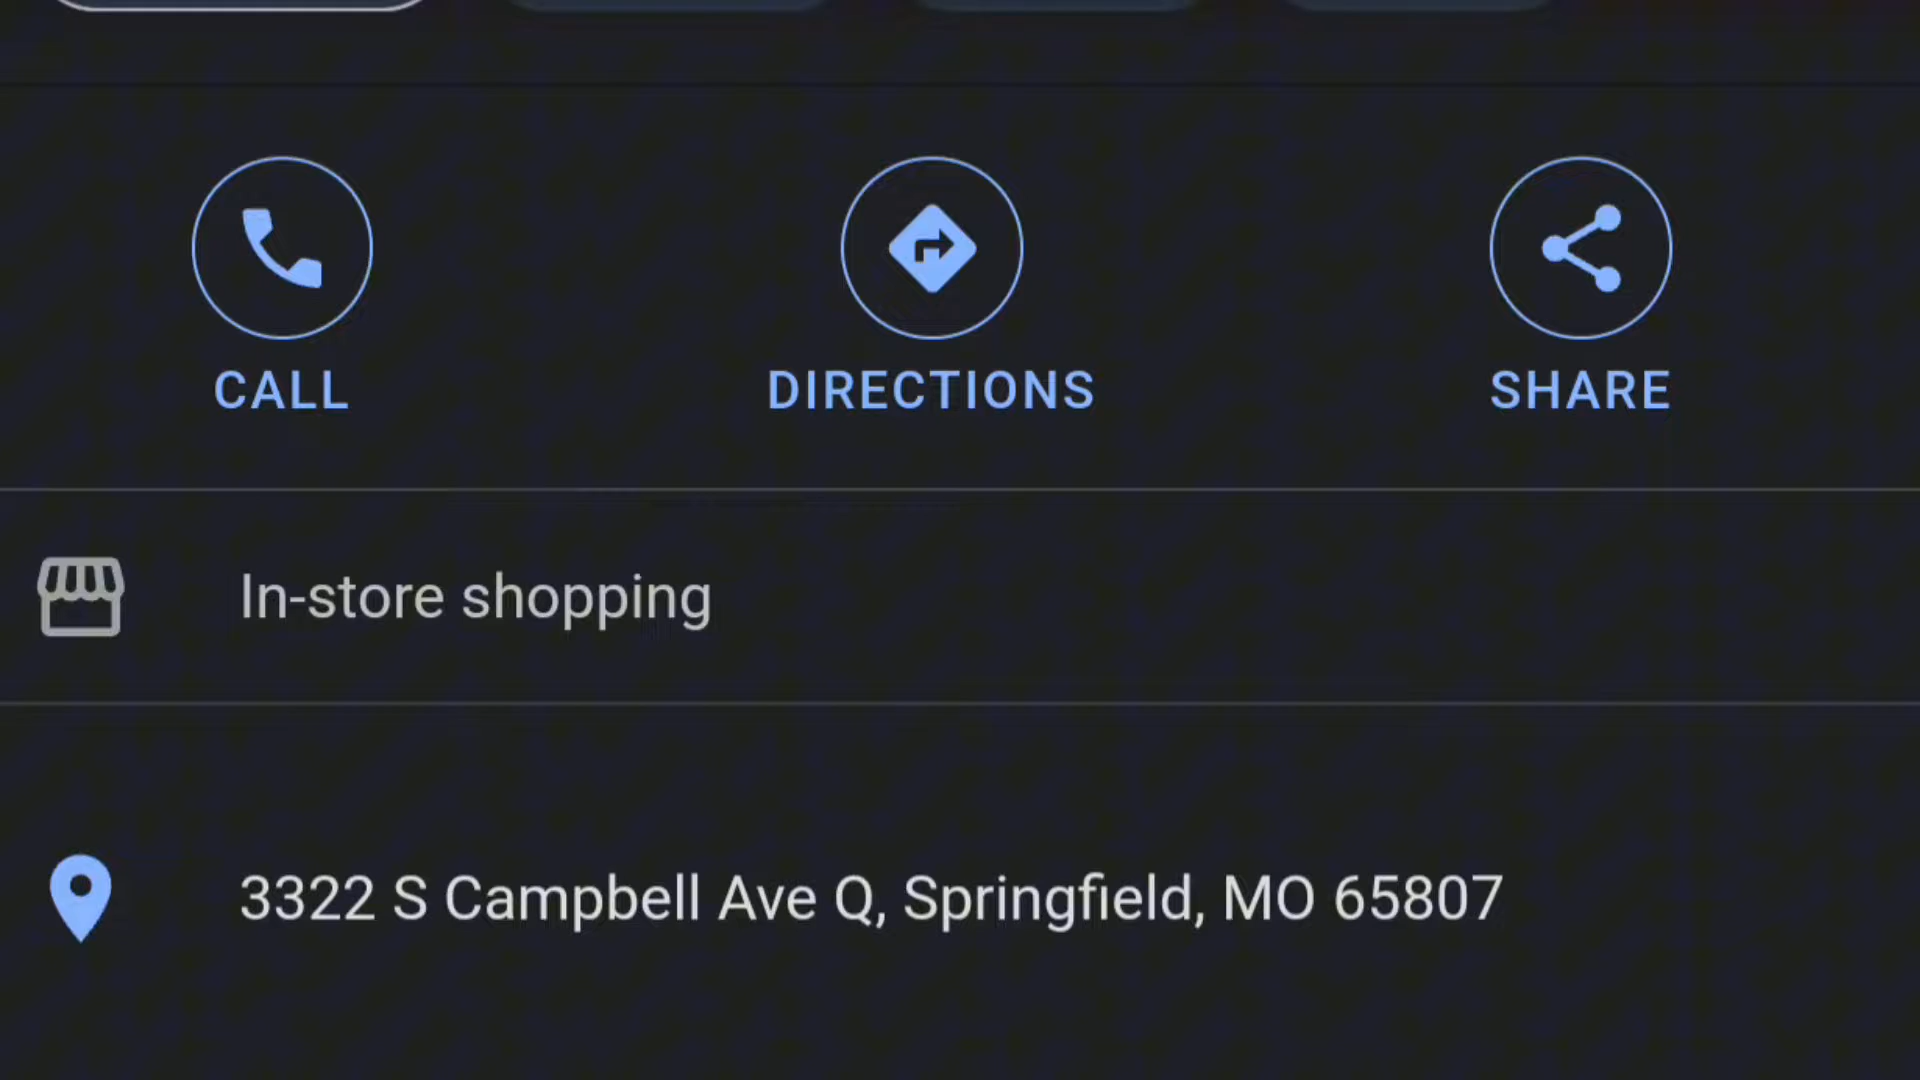 CALL
DIRECTIONS
SHARE
In-store shopping
3322 S Campbell Ave Q, Springfield, MO 65807